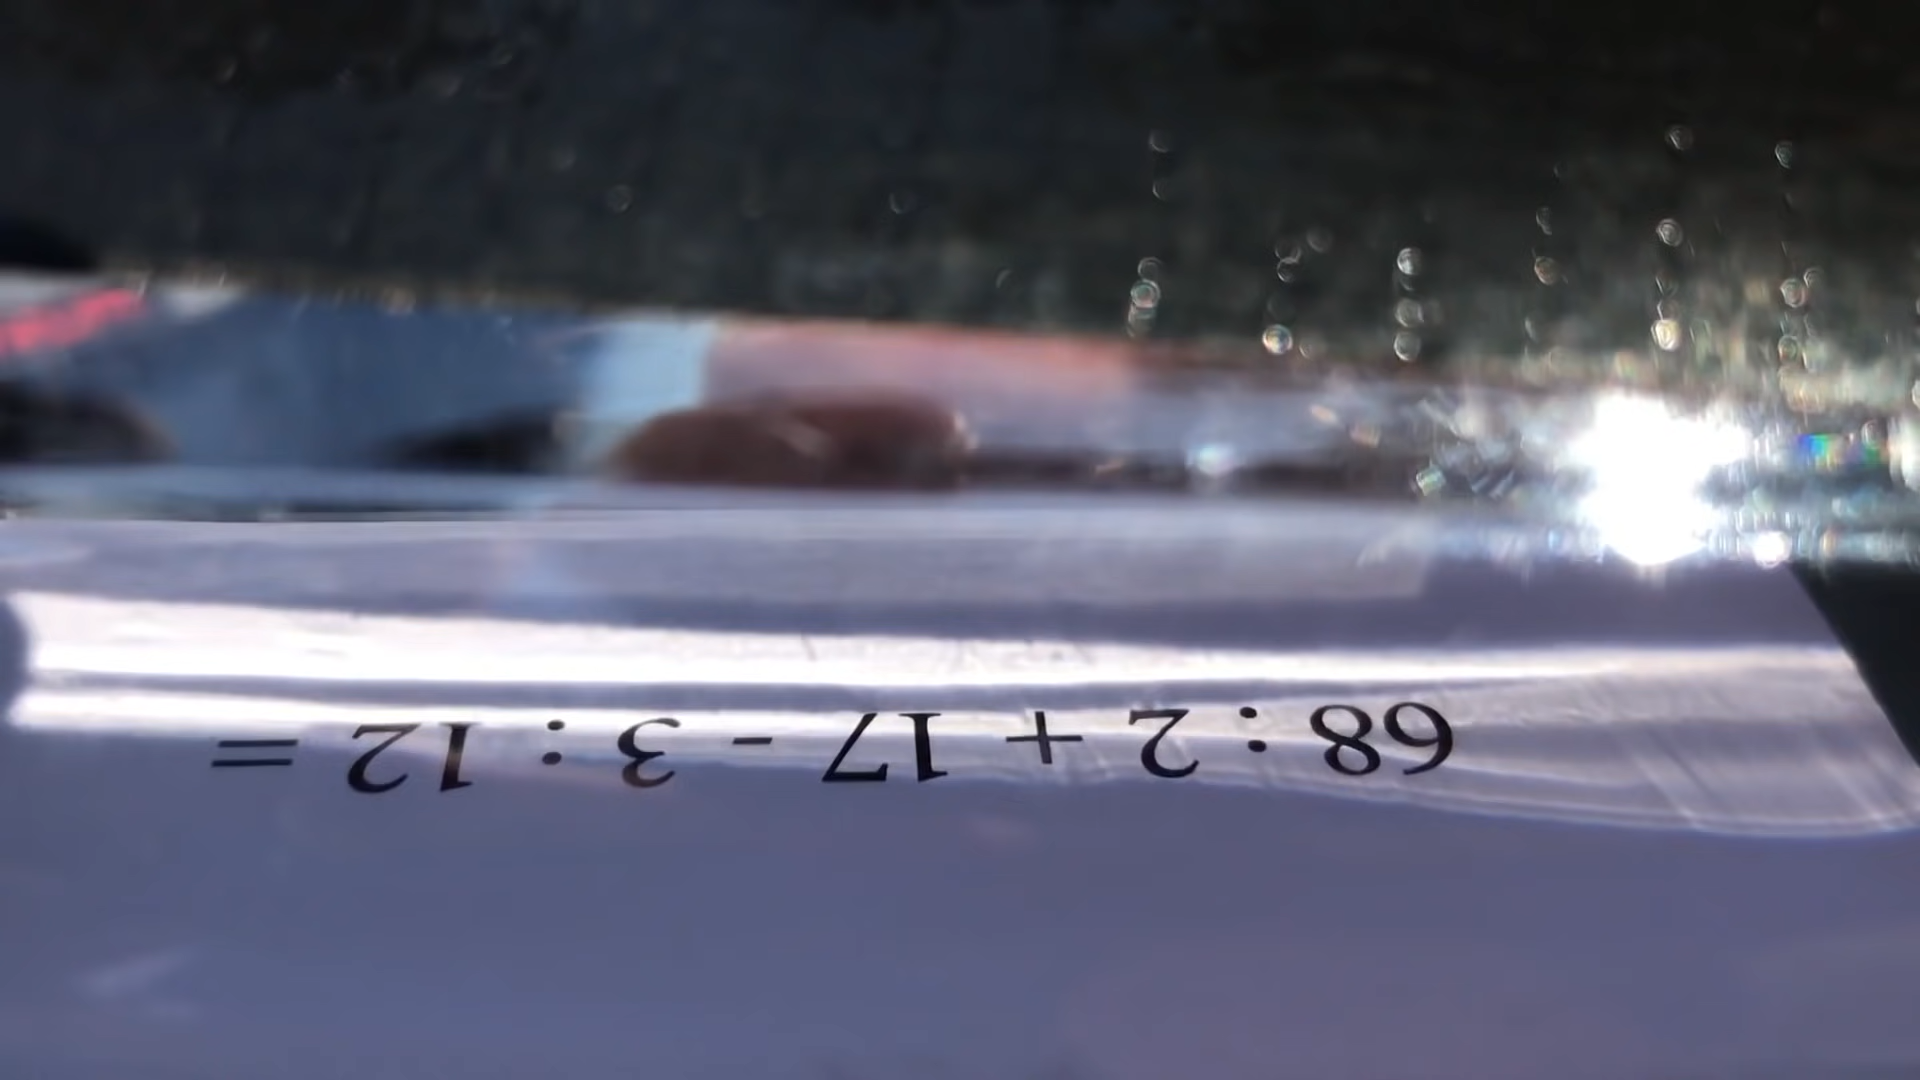 68 : 2 + 17 - 3 : 12 =